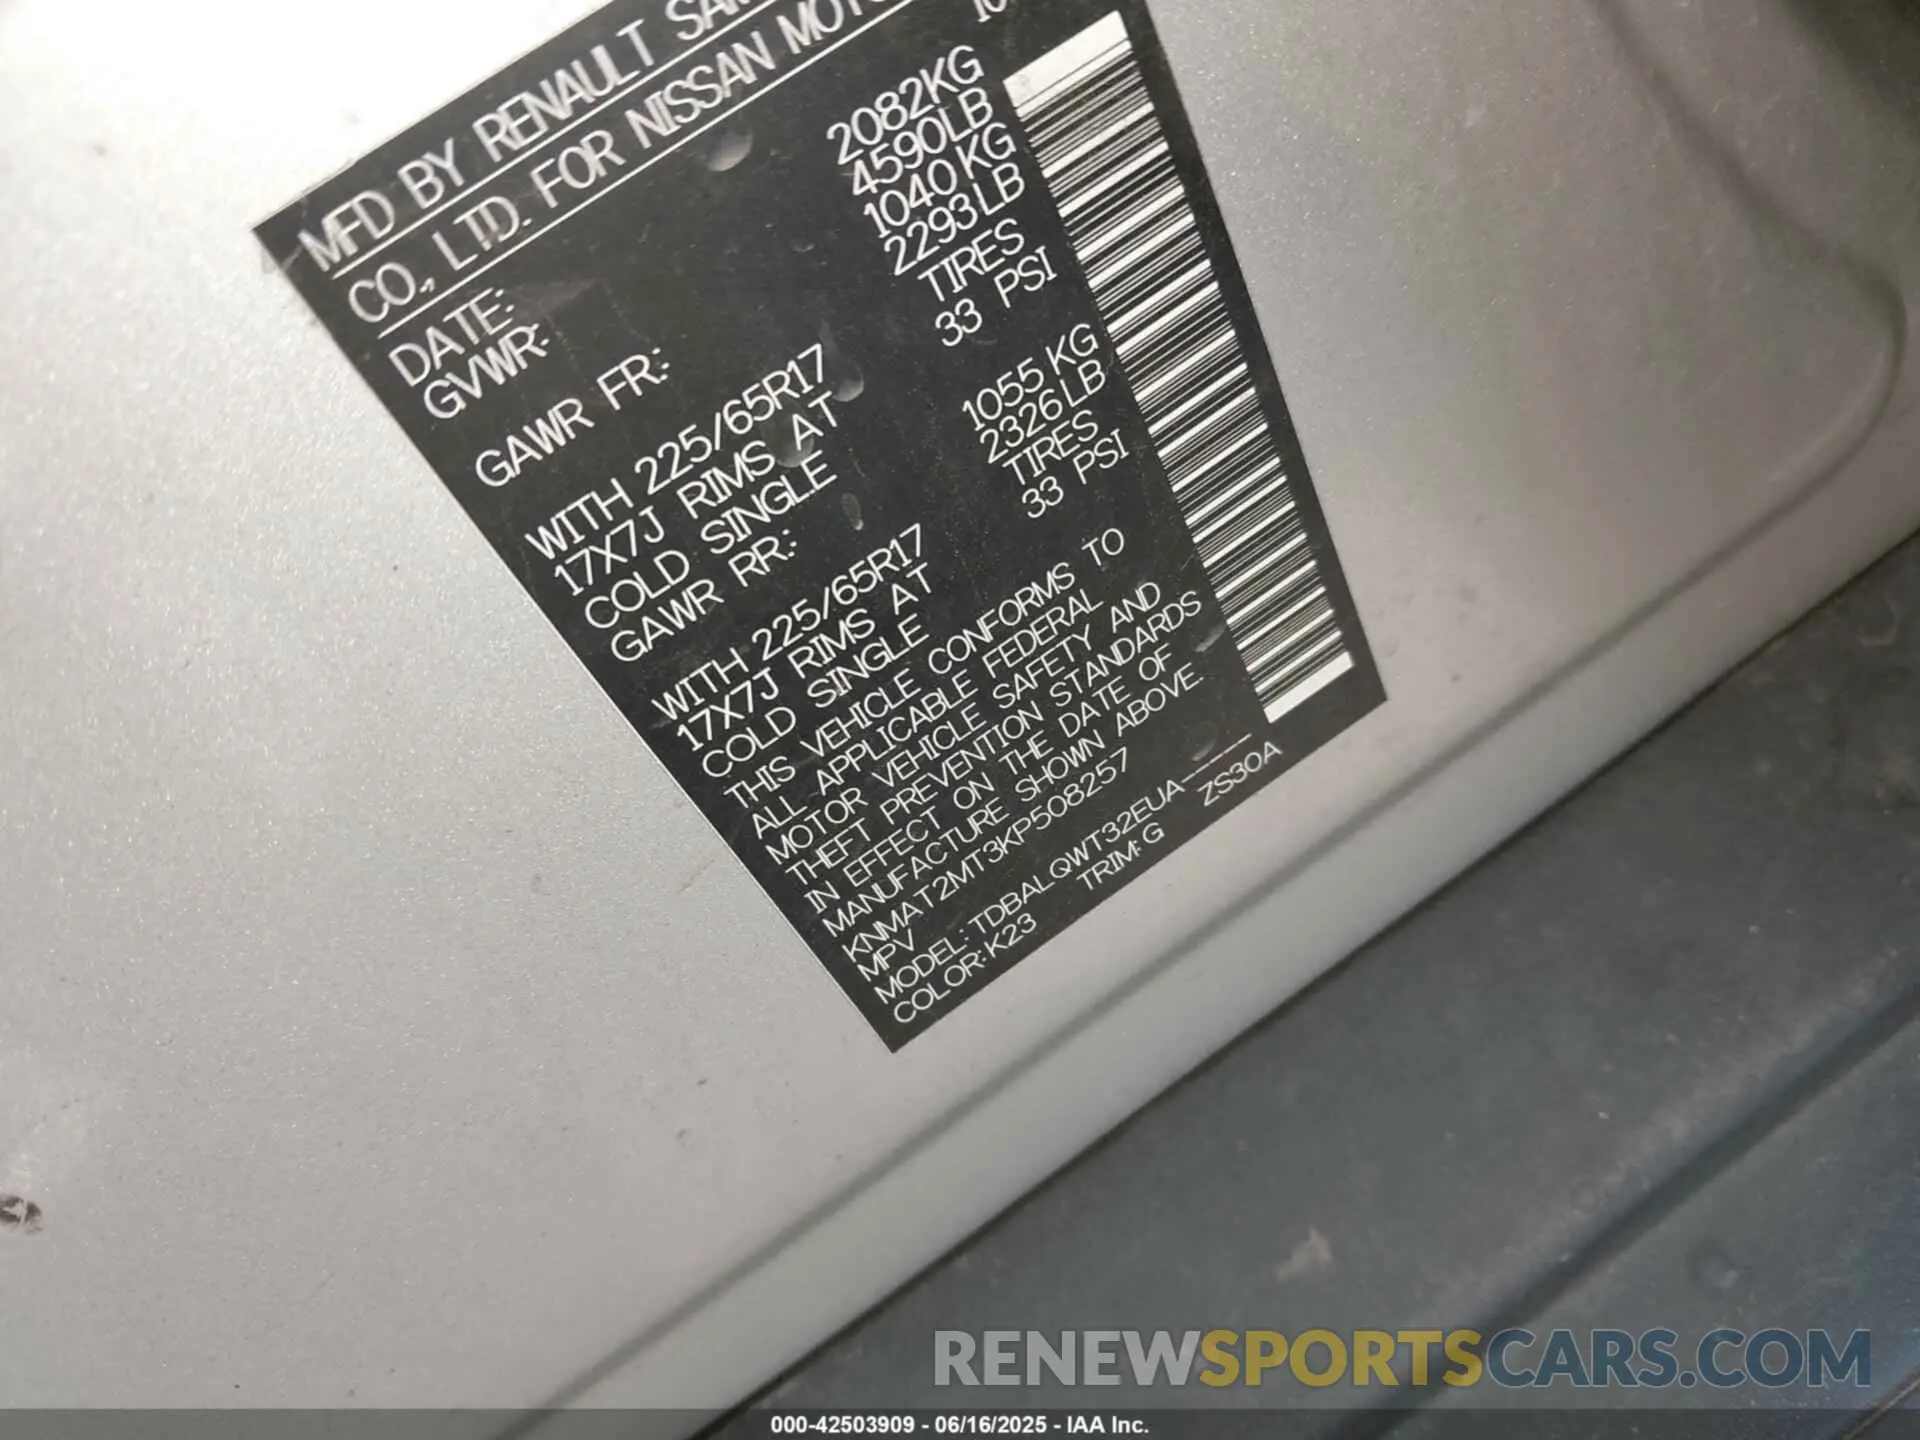 MFD BY RENAULT
CO., LTD. FOR NISSAN
DATE:
GVWR: 2082KG
4590LB
GAWR FR: 1040KG
2293LB
WITH 225/65R17 TIRES
17X7J RIMS AT 33 PSI
COLD SINGLE
GAWR RR: 1055KG
2326LB
WITH 225/65R17 TIRES
17X7J RIMS AT 33 PSI
COLD SINGLE
THIS VEHICLE CONFORMS TO
ALL APPLICABLE FEDERAL
MOTOR VEHICLE SAFETY AND
THEFT PREVENTION STANDARDS
IN EFFECT ON THE DATE OF
MANUFACTURE SHOWN ABOVE.
KNMAT2MT3KP508257
MPV
MODEL: TDBALQWT32EUA-----
COLOR: K23 TRIM: G ZS30A
RENEWSPORTSCARS.COM
000-42503909 - 06/16/2025 - IAA Inc.